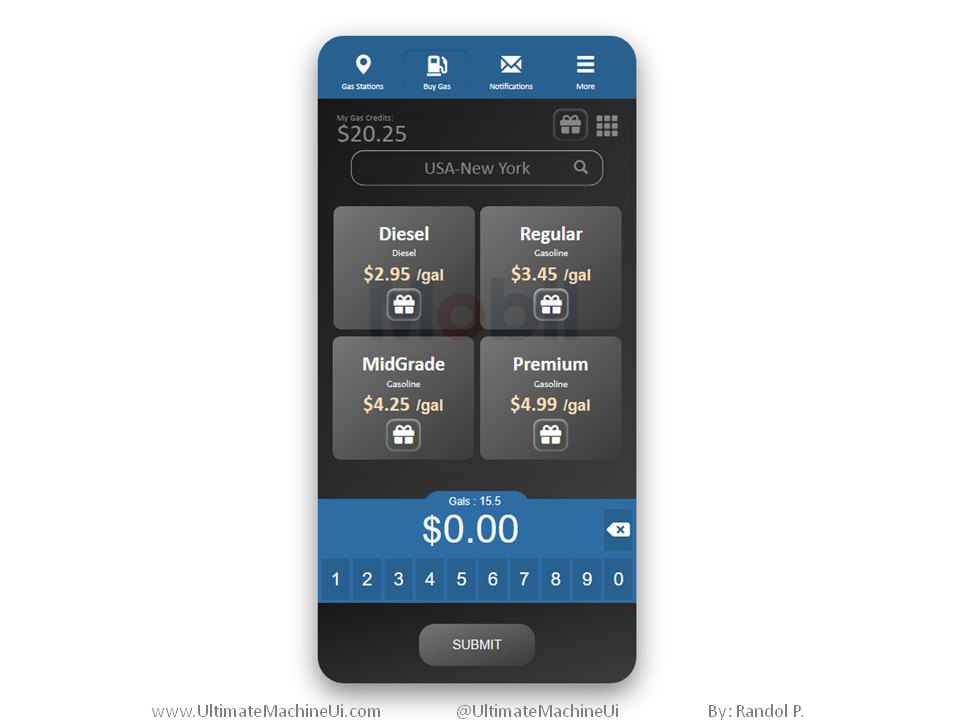 Gas Stations Buy Gas Notifications More
My Gas Credits:
$20.25
USA-New York
Diesel Regular
Diesel Gasoline
$2.95 /gal $3.45 /gal
Mobil
MidGrade Premium
Gasoline Gasoline
$4.25 /gal $4.99 /gal
Gals : 15.5
$0.00
1 2 3 4 5 6 7 8 9 0
SUBMIT
www.UltimateMachineUi.com @UltimateMachineUi By: Randol P.